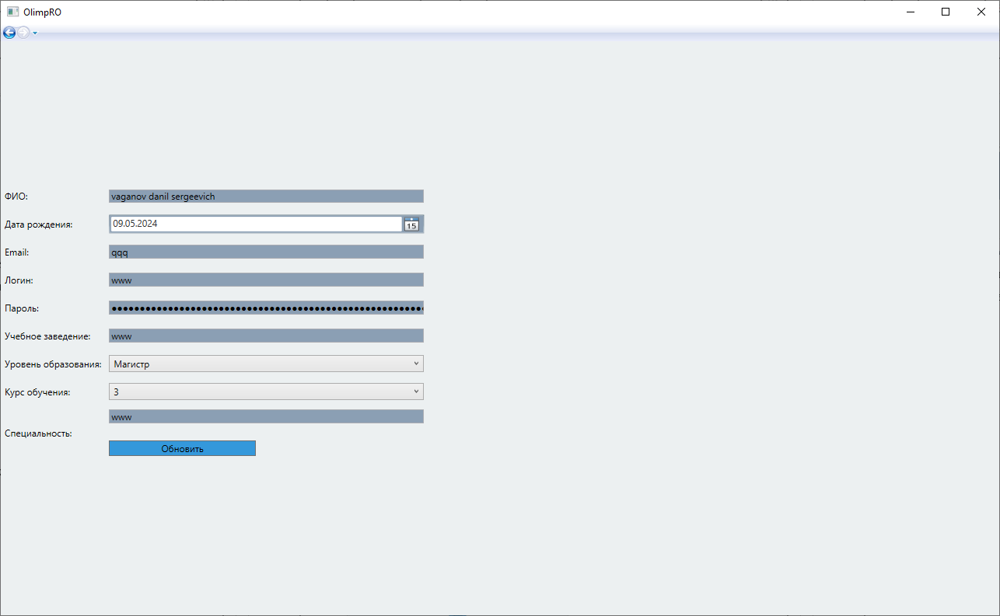 OlimpRO
ФИО: vaganov danil sergeevich
Дата рождения: 09.05.2024 15
Email: qqq
Логин: www
Пароль: ●●●●●●●●●●●●●●●●●●●●●●●●●●●●●●●●●●●●●●●●●●●●●●●●●●●●●●●●
Учебное заведение: www
Уровень образования: Магистр
Курс обучения: 3
www
Специальность:
Обновить